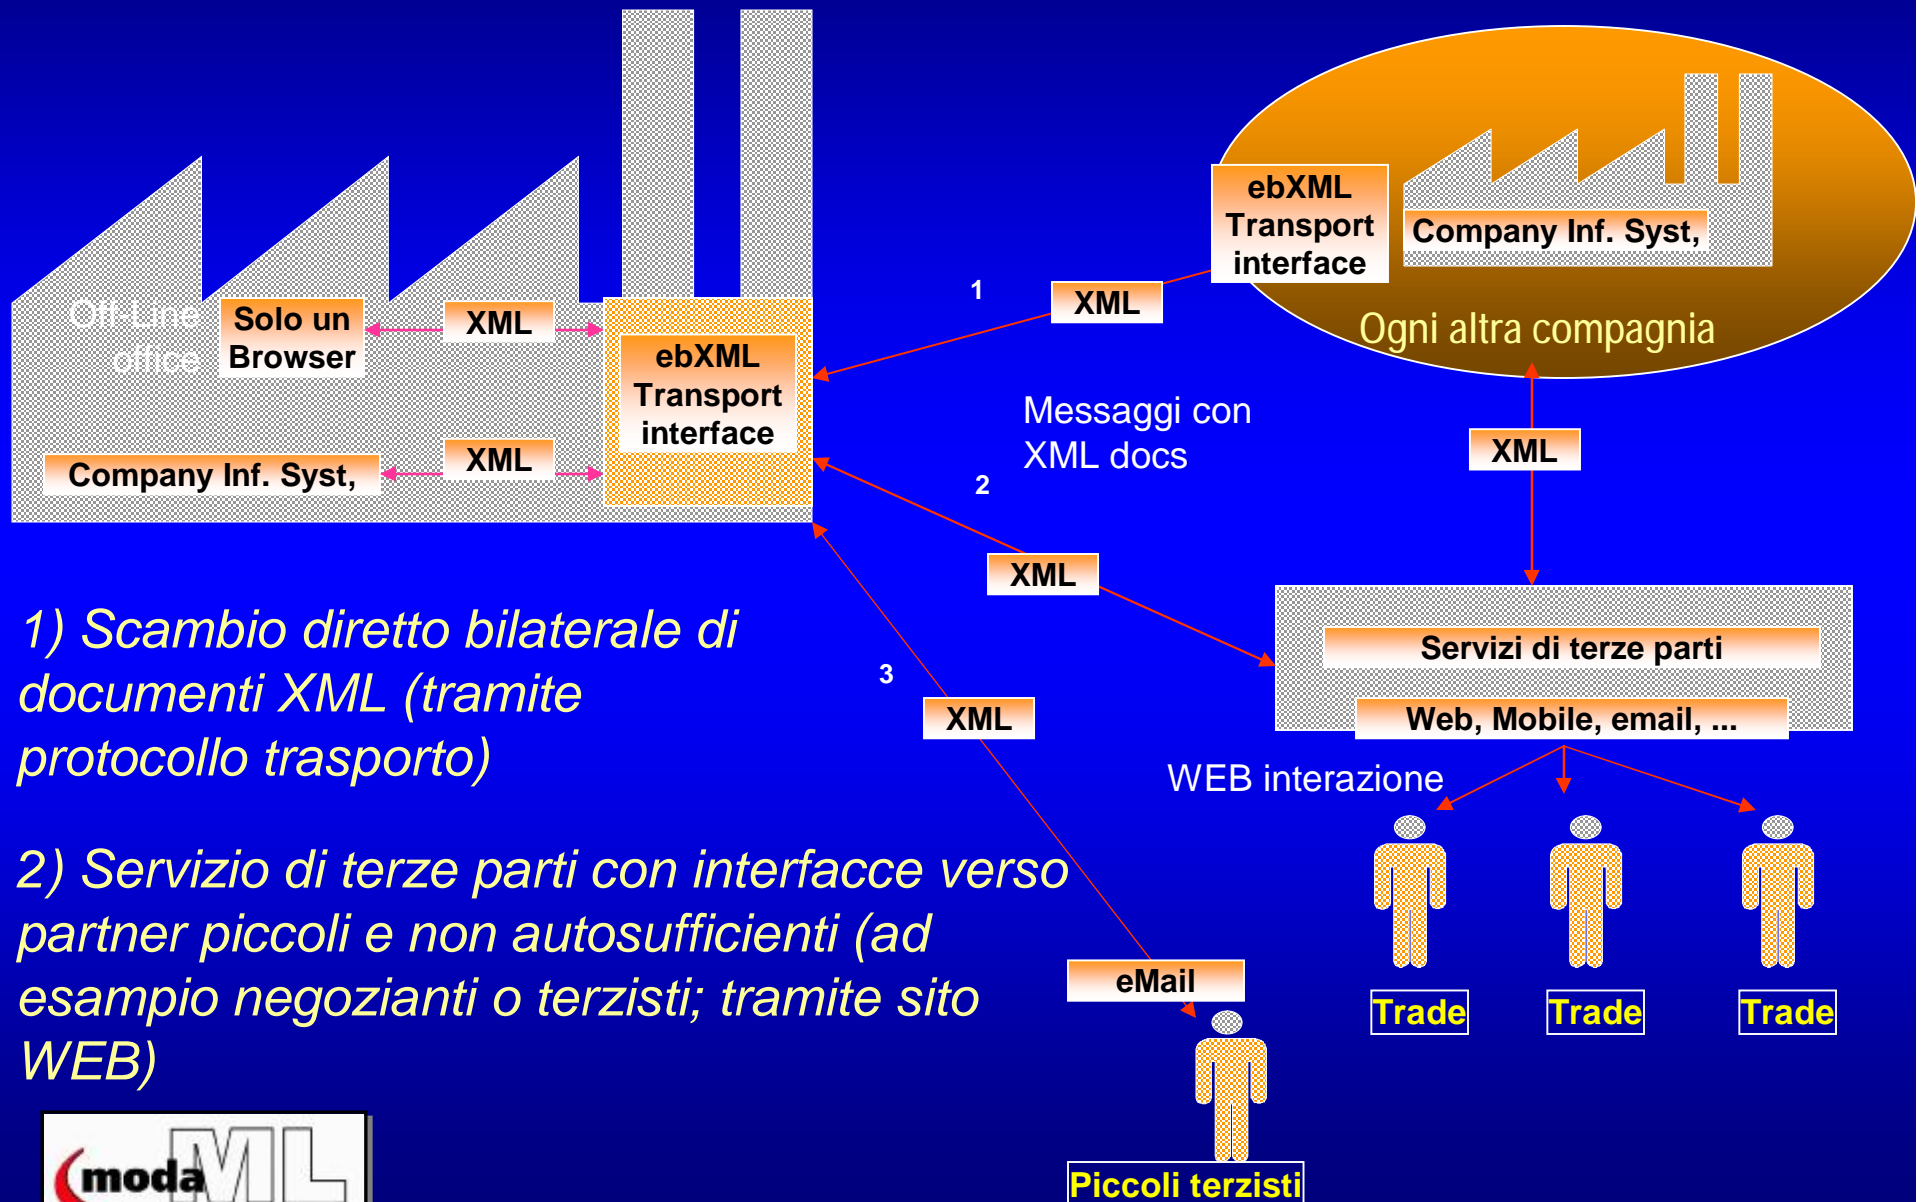 ebXML
Transport
interface
Company Inf. Syst,
Ogni altra compagnia
Off-Line
office
Solo un
Browser
XML
ebXML
Transport
interface
Company Inf. Syst,
XML
1
XML
Messaggi con
XML docs
2
XML
XML
3
XML
Servizi di terze parti
Web, Mobile, email, ...
WEB interazione
Trade
Trade
Trade
eMail
Piccoli terzisti
1) Scambio diretto bilaterale di
documenti XML (tramite
protocollo trasporto)
2) Servizio di terze parti con interfacce verso
partner piccoli e non autosufficienti (ad
esampio negozianti o terzisti; tramite sito
WEB)
modaML